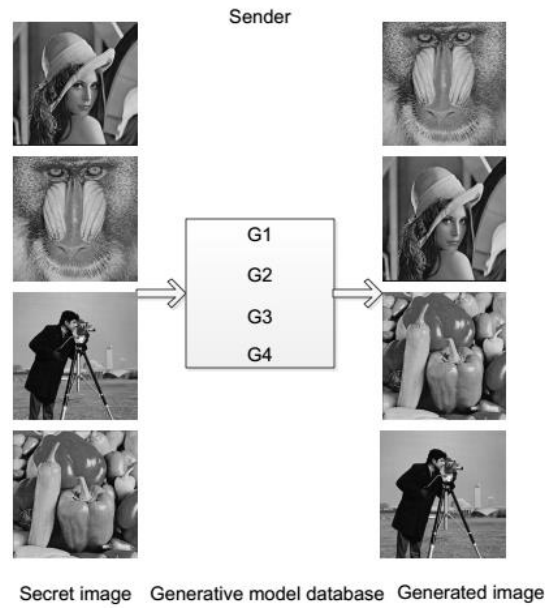 Sender
G1
G2
G3
G4
Secret image Generative model database Generated image